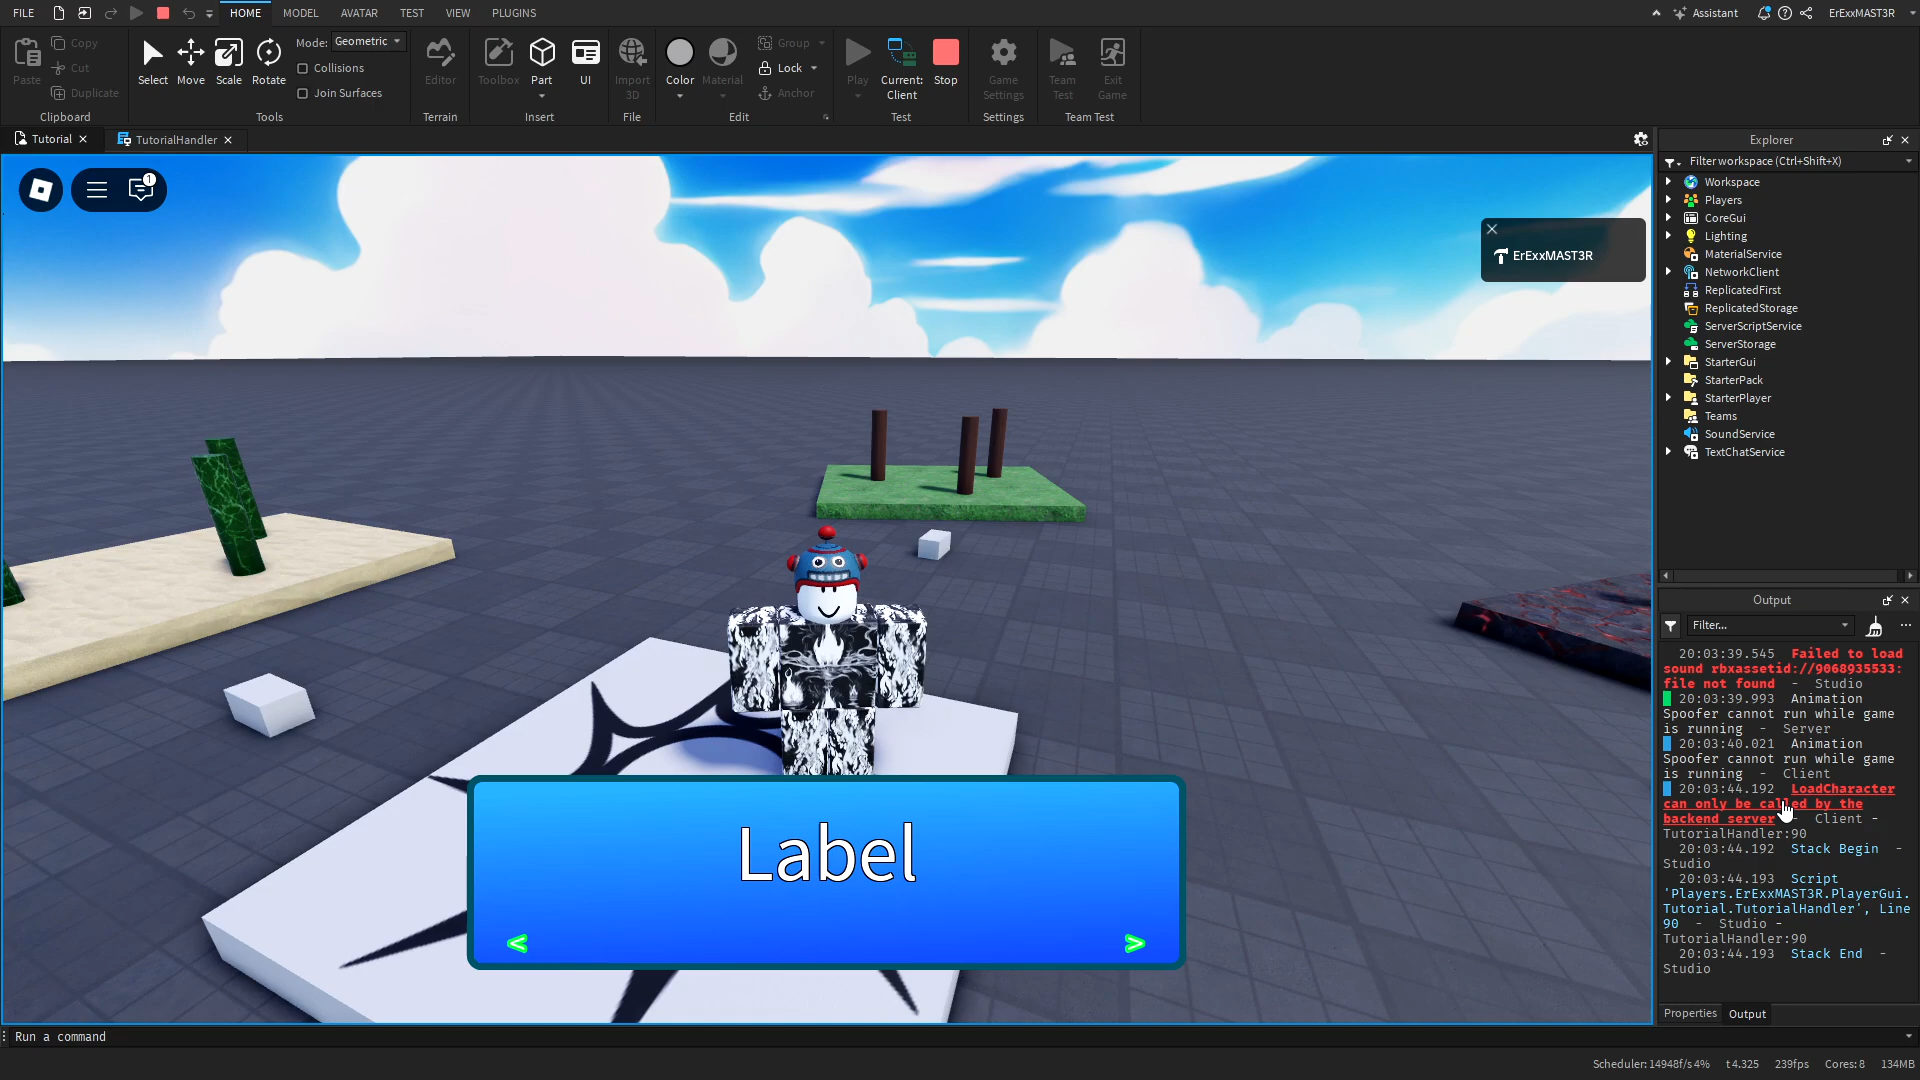 FILE HOME MODEL AVATAR TEST VIEW PLUGINS Assistant ErExxMAST3R
Paste Copy Cut Duplicate
Clipboard
Select Move Scale Rotate
Mode: Geometric
Collisions
Join Surfaces
Tools
Editor
Terrain
Toolbox Part UI
Insert
Import 3D
File
Color Material
Group
Lock
Anchor
Edit
Play Current: Client Stop
Test
Game Settings
Settings
Team Test Exit Game
Team Test
Tutorial TutorialHandler
1
ErExxMAST3R
Label
< >
Explorer
Filter workspace (Ctrl+Shift+X)
Workspace
Players
CoreGui
Lighting
MaterialService
NetworkClient
ReplicatedFirst
ReplicatedStorage
ServerScriptService
ServerStorage
StarterGui
StarterPack
StarterPlayer
Teams
SoundService
TextChatService
Output
Filter...
20:03:39.545 Failed to load
sound rbxassetid://9068935533:
file not found - Studio
20:03:39.993 Animation
Spoofer cannot run while game
is running - Server
20:03:40.021 Animation
Spoofer cannot run while game
is running - Client
20:03:44.192 LoadCharacter
can only be called by the
backend server - Client -
TutorialHandler:90
20:03:44.192 Stack Begin -
Studio
20:03:44.193 Script
'Players.ErExxMAST3R.PlayerGui.
Tutorial.TutorialHandler', Line
90 - Studio -
TutorialHandler:90
20:03:44.193 Stack End -
Studio
Properties Output
Run a command
Scheduler: 14948f/s 4% t 4.325 239fps Cores: 8 134MB